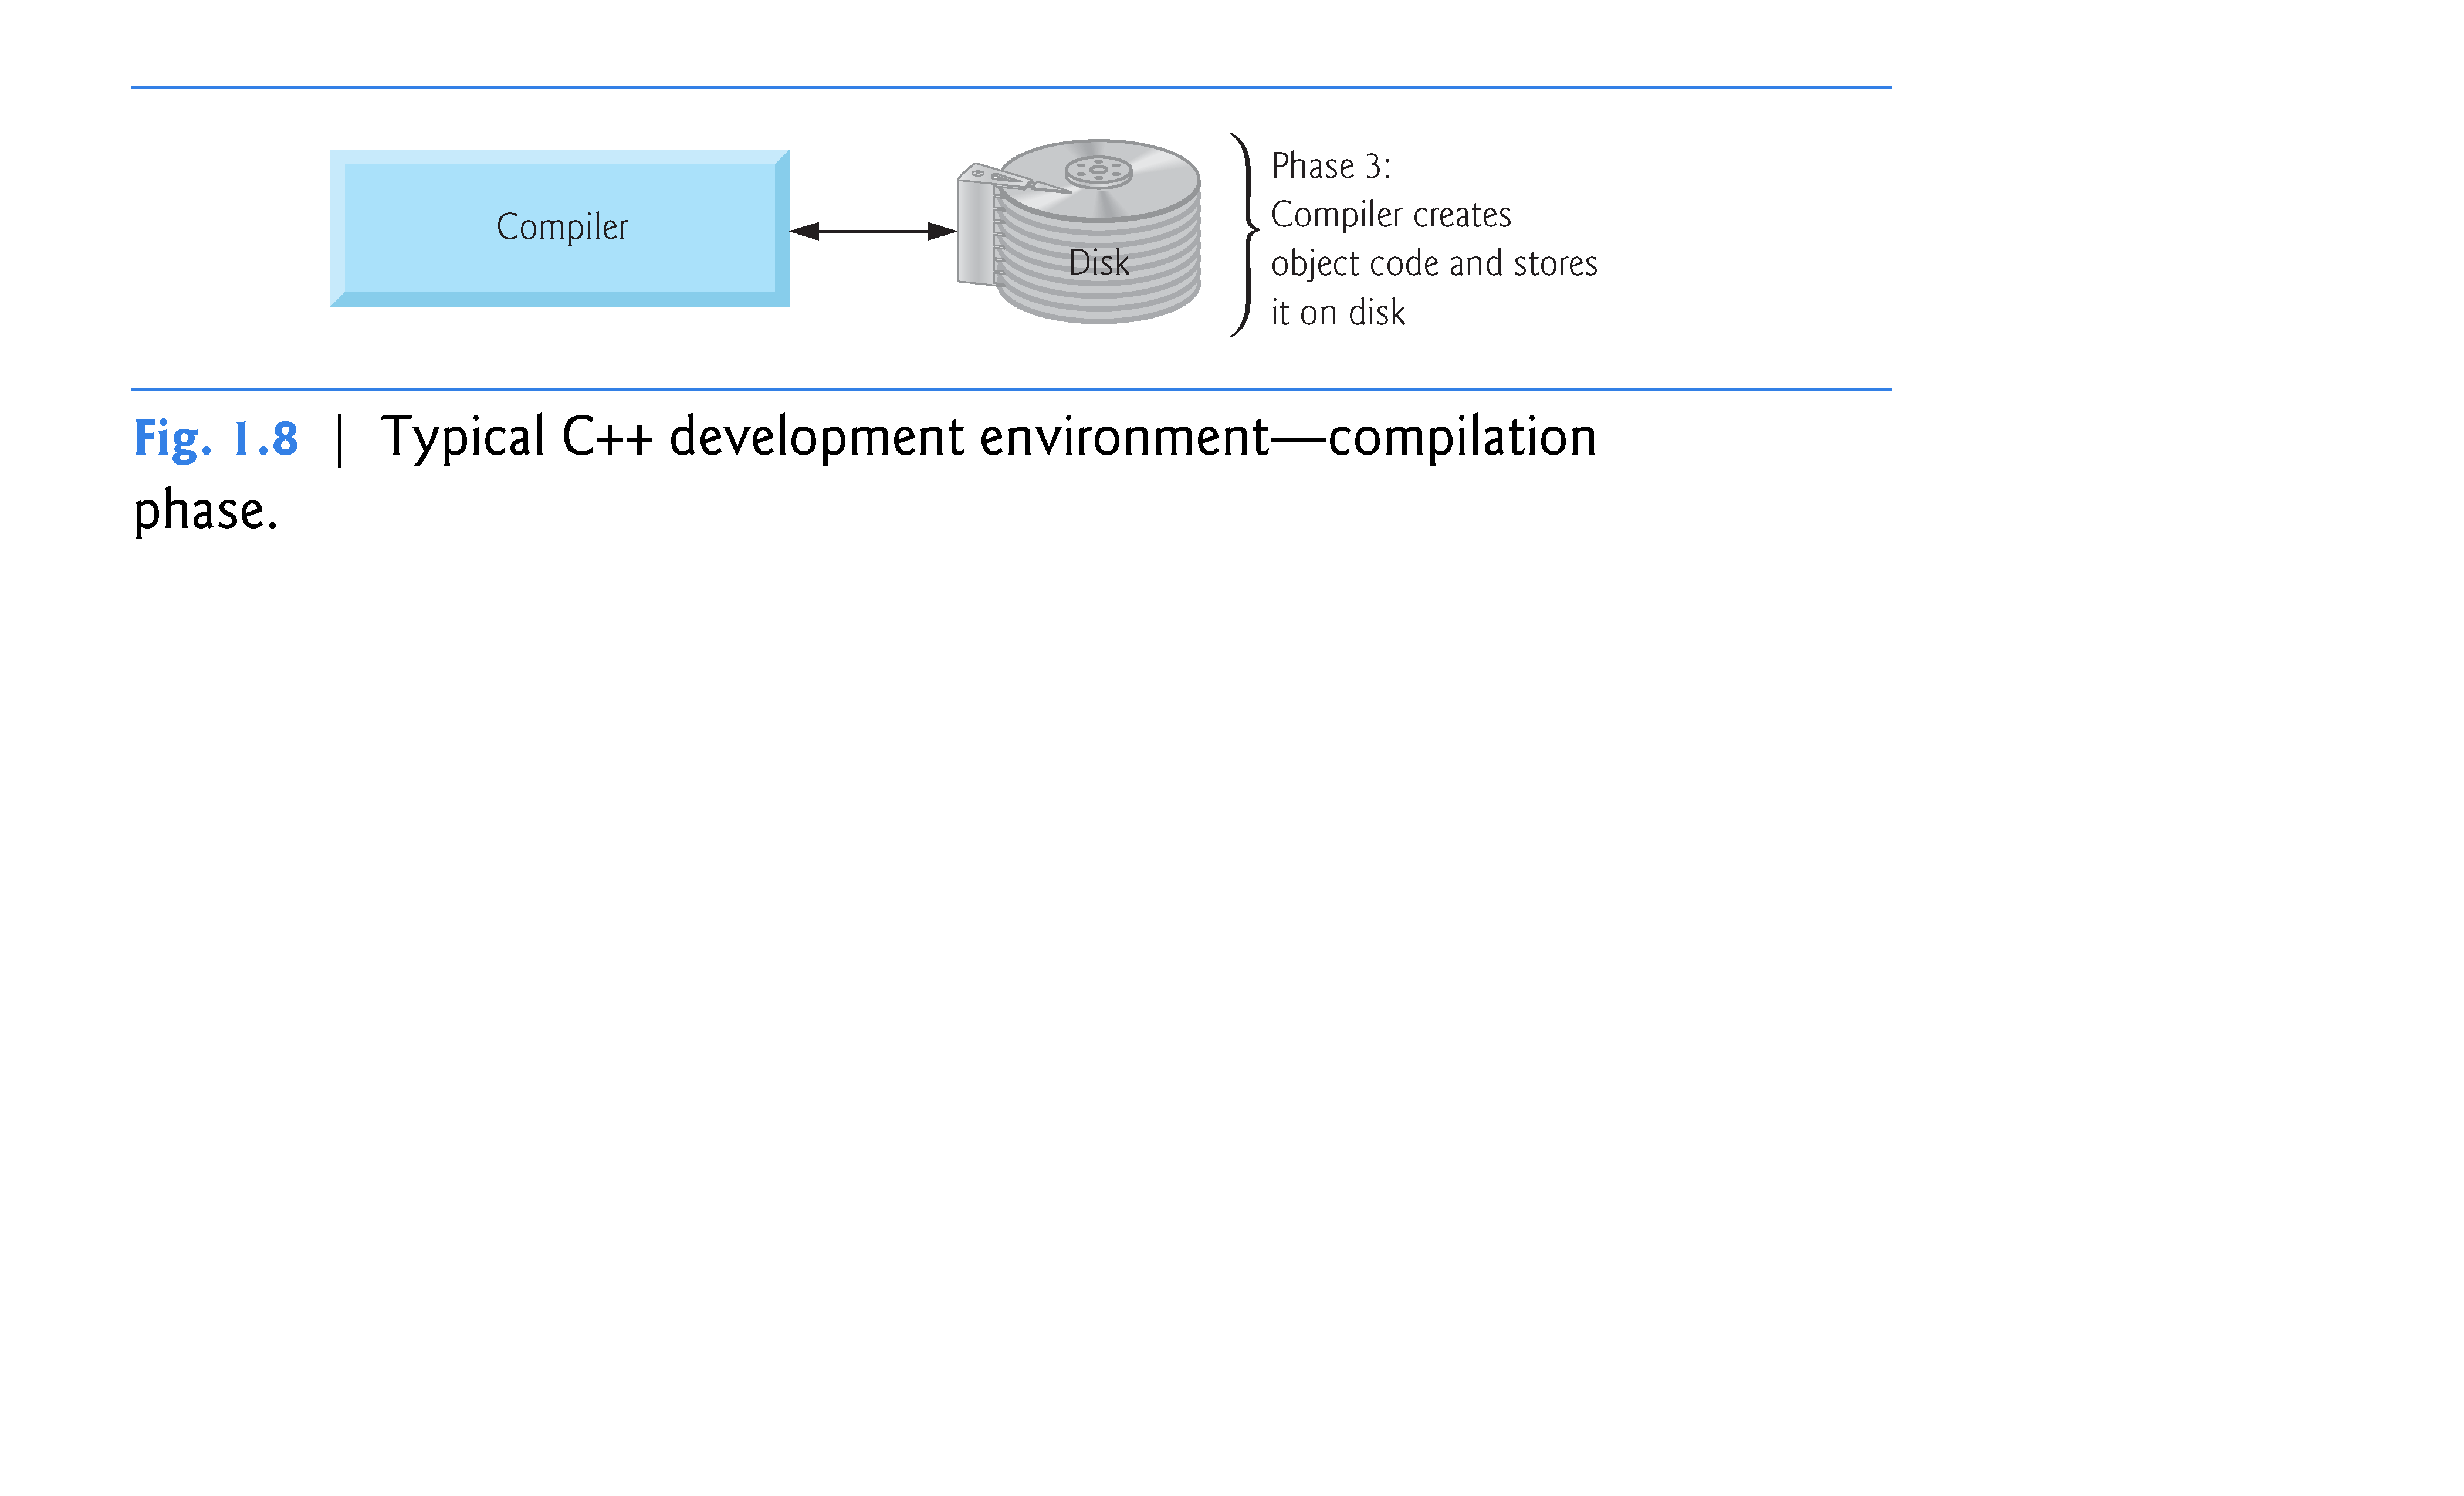 Compiler
Disk
Phase 3:
Compiler creates
object code and stores
it on disk
Fig. 1.8 | Typical C++ development environment—compilation
phase.